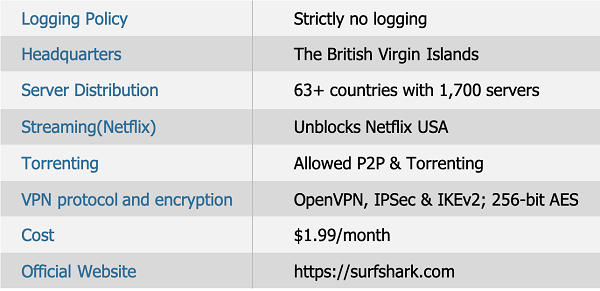 Logging Policy Strictly no logging
Headquarters The British Virgin Islands
Server Distribution 63+ countries with 1,700 servers
Streaming(Netflix) Unblocks Netflix USA
Torrenting Allowed P2P & Torrenting
VPN protocol and encryption OpenVPN, IPSec & IKEv2; 256-bit AES
Cost $1.99/month
Official Website https://surfshark.com